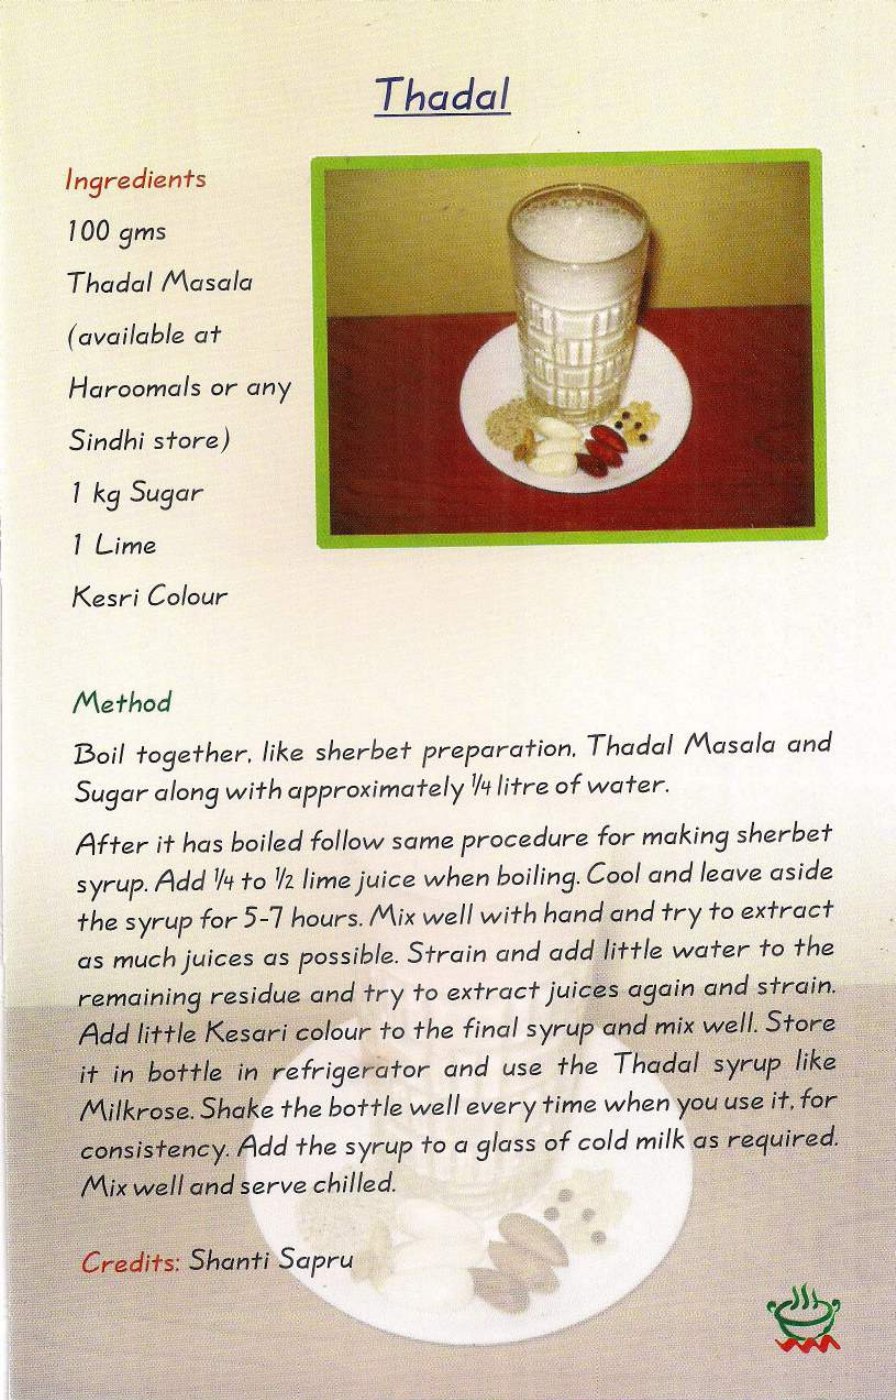 Thadal
Ingredients
100 gms
Thadal Masala
(available at
Haroomals or any
Sindhi store)
1 kg Sugar
1 Lime
Kesri Colour
Method
Boil together, like sherbet preparation, Thadal Masala and
Sugar along with approximately ¼ litre of water.
After it has boiled follow same procedure for making sherbet
syrup. Add ¼ to ½ lime juice when boiling. Cool and leave aside
the syrup for 5-7 hours. Mix well with hand and try to extract
as much juices as possible. Strain and add little water to the
remaining residue and try to extract juices again and strain.
Add little Kesari colour to the final syrup and mix well. Store
it in bottle in refrigerator and use the Thadal syrup like
Milkrose. Shake the bottle well every time when you use it, for
consistency. Add the syrup to a glass of cold milk as required.
Mix well and serve chilled.
Credits: Shanti Sapru